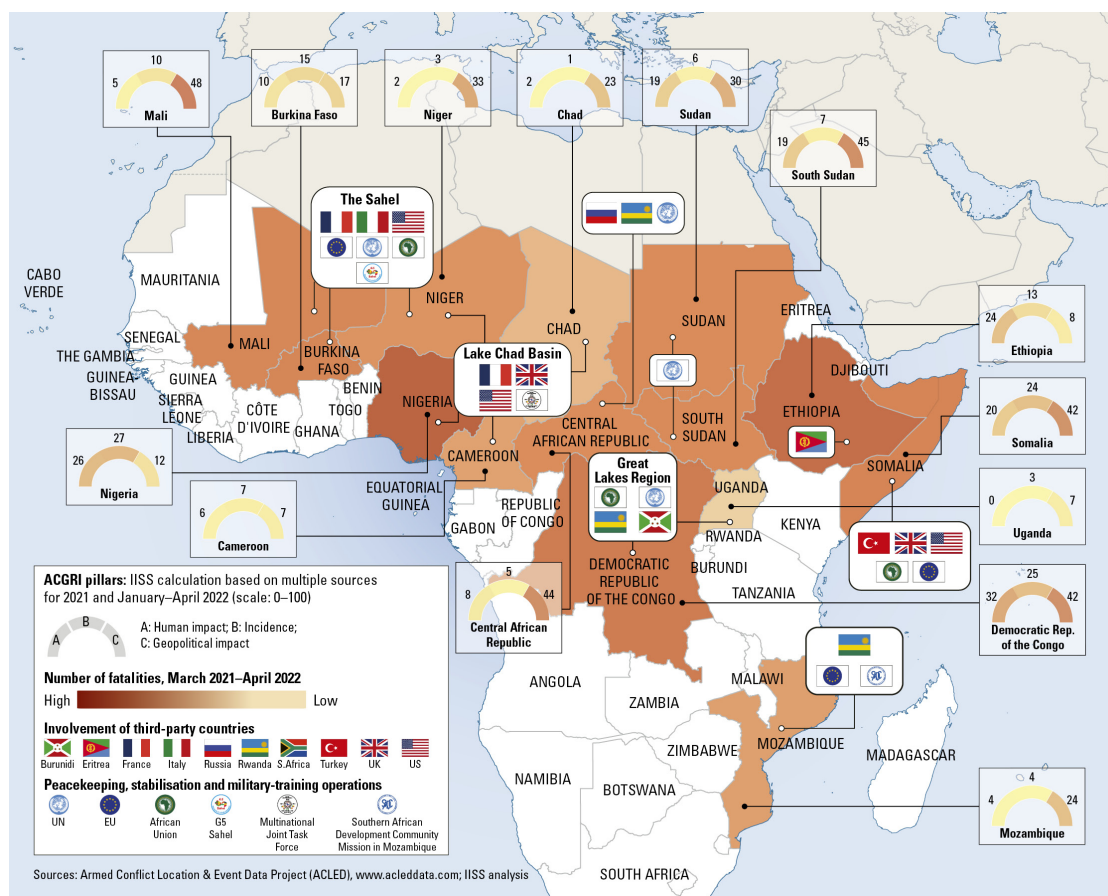 10
5
48
Mali
15
10
17
Burkina Faso
3
2
33
Niger
1
2
23
Chad
6
19
30
Sudan
7
19
45
South Sudan
The Sahel
CABO
VERDE
MAURITANIA
SENEGAL
THE GAMBIA
GUINEA-
BISSAU
GUINEA
SIERRA
LEONE
LIBERIA
CÔTE
D'IVOIRE
GHANA
TOGO
BENIN
MALI
BURKINA
FASO
NIGER
CHAD
SUDAN
ERITREA
DJIBOUTI
ETHIOPIA
SOMALIA
NIGERIA
Lake Chad Basin
CAMEROON
CENTRAL
AFRICAN REPUBLIC
SOUTH
SUDAN
EQUATORIAL
GUINEA
GABON
REPUBLIC
OF CONGO
Great
Lakes Region
UGANDA
KENYA
RWANDA
BURUNDI
DEMOCRATIC
REPUBLIC
OF THE CONGO
TANZANIA
ANGOLA
ZAMBIA
MALAWI
ZIMBABWE
MOZAMBIQUE
MADAGASCAR
NAMIBIA
BOTSWANA
SOUTH AFRICA
13
24
8
Ethiopia
24
20
42
Somalia
3
0
7
Uganda
25
32
42
Democratic Rep.
of the Congo
4
4
24
Mozambique
27
26
12
Nigeria
7
6
7
Cameroon
5
8
44
Central African
Republic
ACGRI pillars: IISS calculation based on multiple sources
for 2021 and January–April 2022 (scale: 0–100)
B
A
C
A: Human impact; B: Incidence;
C: Geopolitical impact
Number of fatalities, March 2021–April 2022
High
Low
Involvement of third-party countries
Burunidi Eritrea France Italy Russia Rwanda S.Africa Turkey UK US
Peacekeeping, stabilisation and military-training operations
UN
EU
African
Union
G5
Sahel
Multinational
Joint Task
Force
Southern African
Development Community
Mission in Mozambique
Sources: Armed Conflict Location & Event Data Project (ACLED), www.acleddata.com; IISS analysis